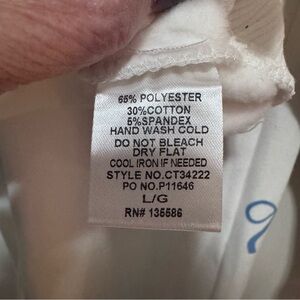 65% POLYESTER
30%COTTON
5%SPANDEX
HAND WASH COLD
DO NOT BLEACH
DRY FLAT
COOL IRON IF NEEDED
STYLE NO.CT34222
PO NO.P11646
L/G
RN# 135586